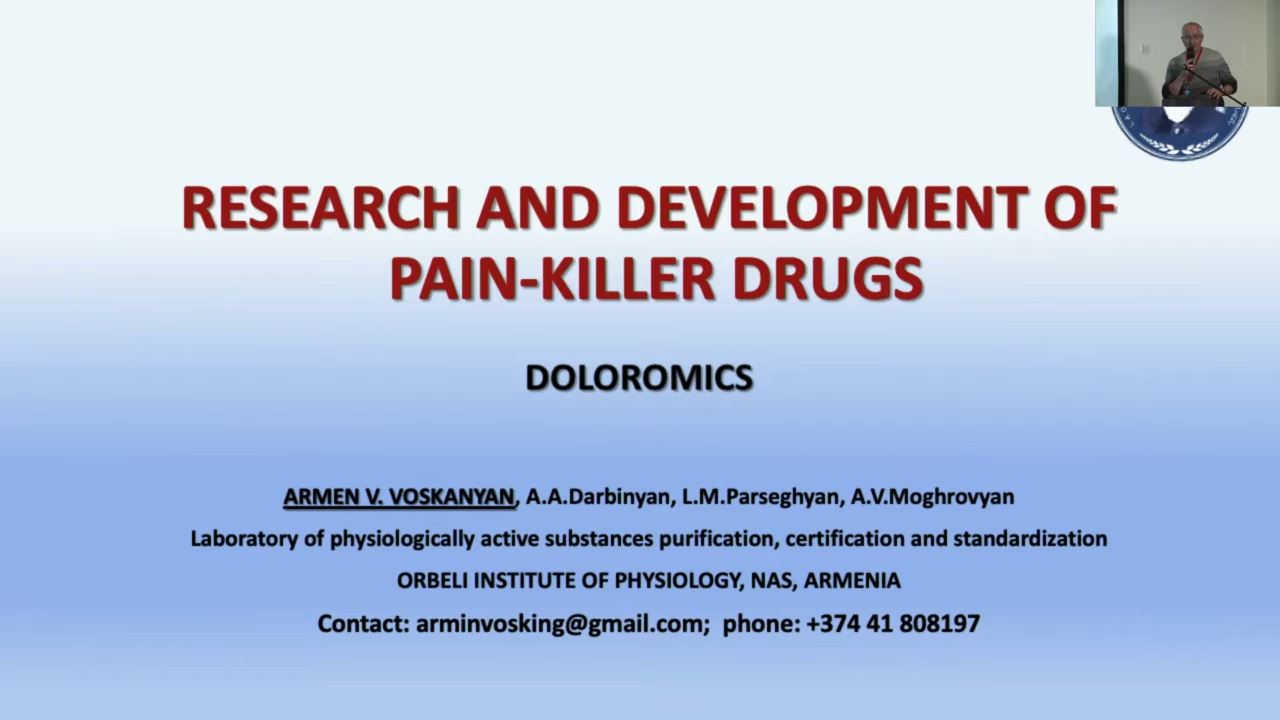 RESEARCH AND DEVELOPMENT OF
PAIN-KILLER DRUGS
DOLOROMICS
ARMEN V. VOSKANYAN, A.A.Darbinyan, L.M.Parseghyan, A.V.Moghrovyan
Laboratory of physiologically active substances purification, certification and standardization
ORBELI INSTITUTE OF PHYSIOLOGY, NAS, ARMENIA
Contact: arminvosking@gmail.com;  phone: +374 41 808197